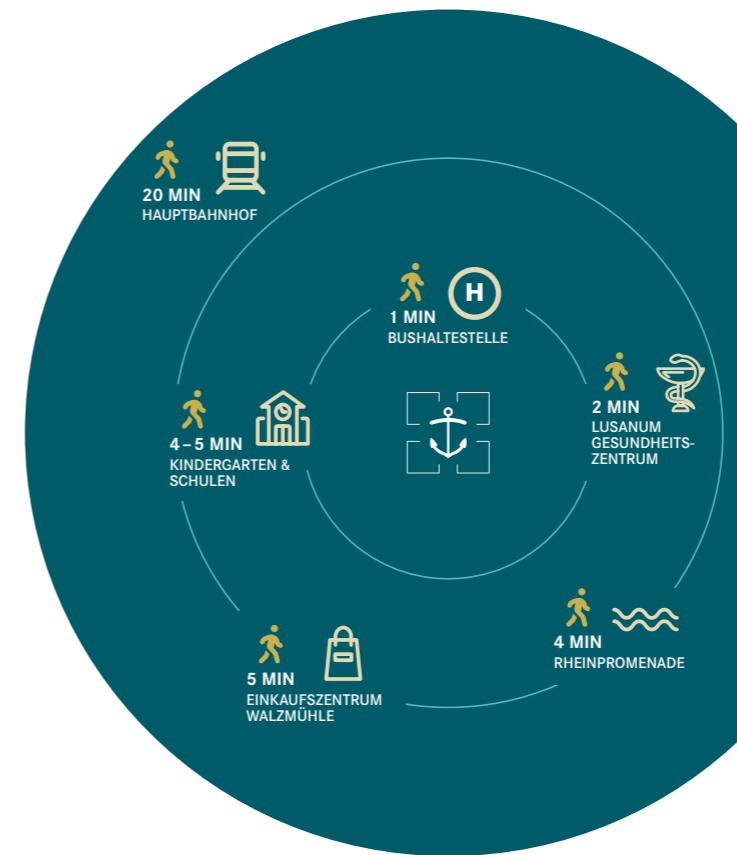 20 MIN
HAUPTBAHNHOF
H
1 MIN
BUSHALTESTELLE
2 MIN
LUSANUM
GESUNDHEITS-
ZENTRUM
4–5 MIN
KINDERGARTEN &
SCHULEN
4 MIN
RHEINPROMENADE
5 MIN
EINKAUFSZENTRUM
WALZMÜHLE